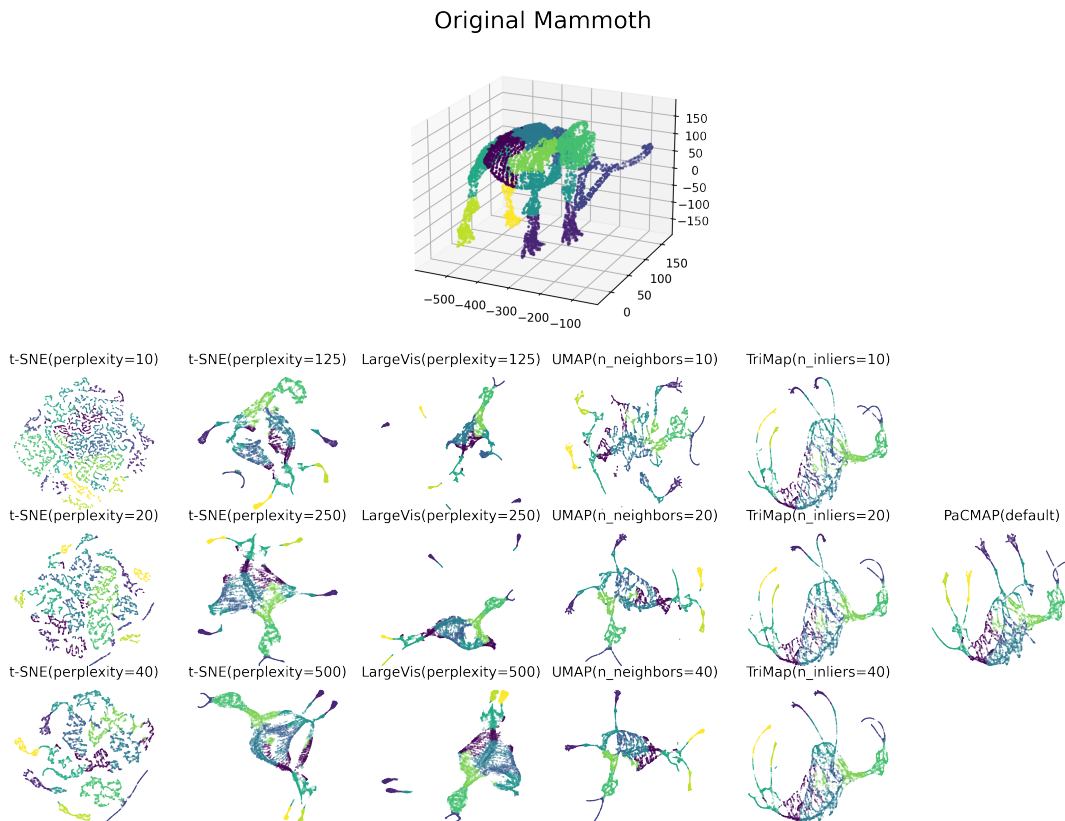 Original Mammoth
150
100
50
0
−50
−100
−150
150
100
50
0
−500
−400
−300
−200
−100
t-SNE(perplexity=10)
t-SNE(perplexity=125)
LargeVis(perplexity=125)
UMAP(n_neighbors=10)
TriMap(n_inliers=10)
t-SNE(perplexity=20)
t-SNE(perplexity=250)
LargeVis(perplexity=250)
UMAP(n_neighbors=20)
TriMap(n_inliers=20)
PaCMAP(default)
t-SNE(perplexity=40)
t-SNE(perplexity=500)
LargeVis(perplexity=500)
UMAP(n_neighbors=40)
TriMap(n_inliers=40)